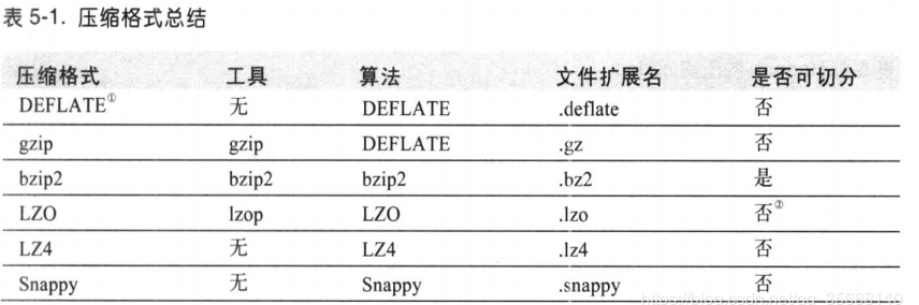 表 5-1. 压缩格式总结
压缩格式 工具 算法 文件扩展名 是否可切分
DEFLATE① 无 DEFLATE .deflate 否
gzip gzip DEFLATE .gz 否
bzip2 bzip2 bzip2 .bz2 是
LZO lzop LZO .lzo 否②
LZ4 无 LZ4 .lz4 否
Snappy 无 Snappy .snappy 否